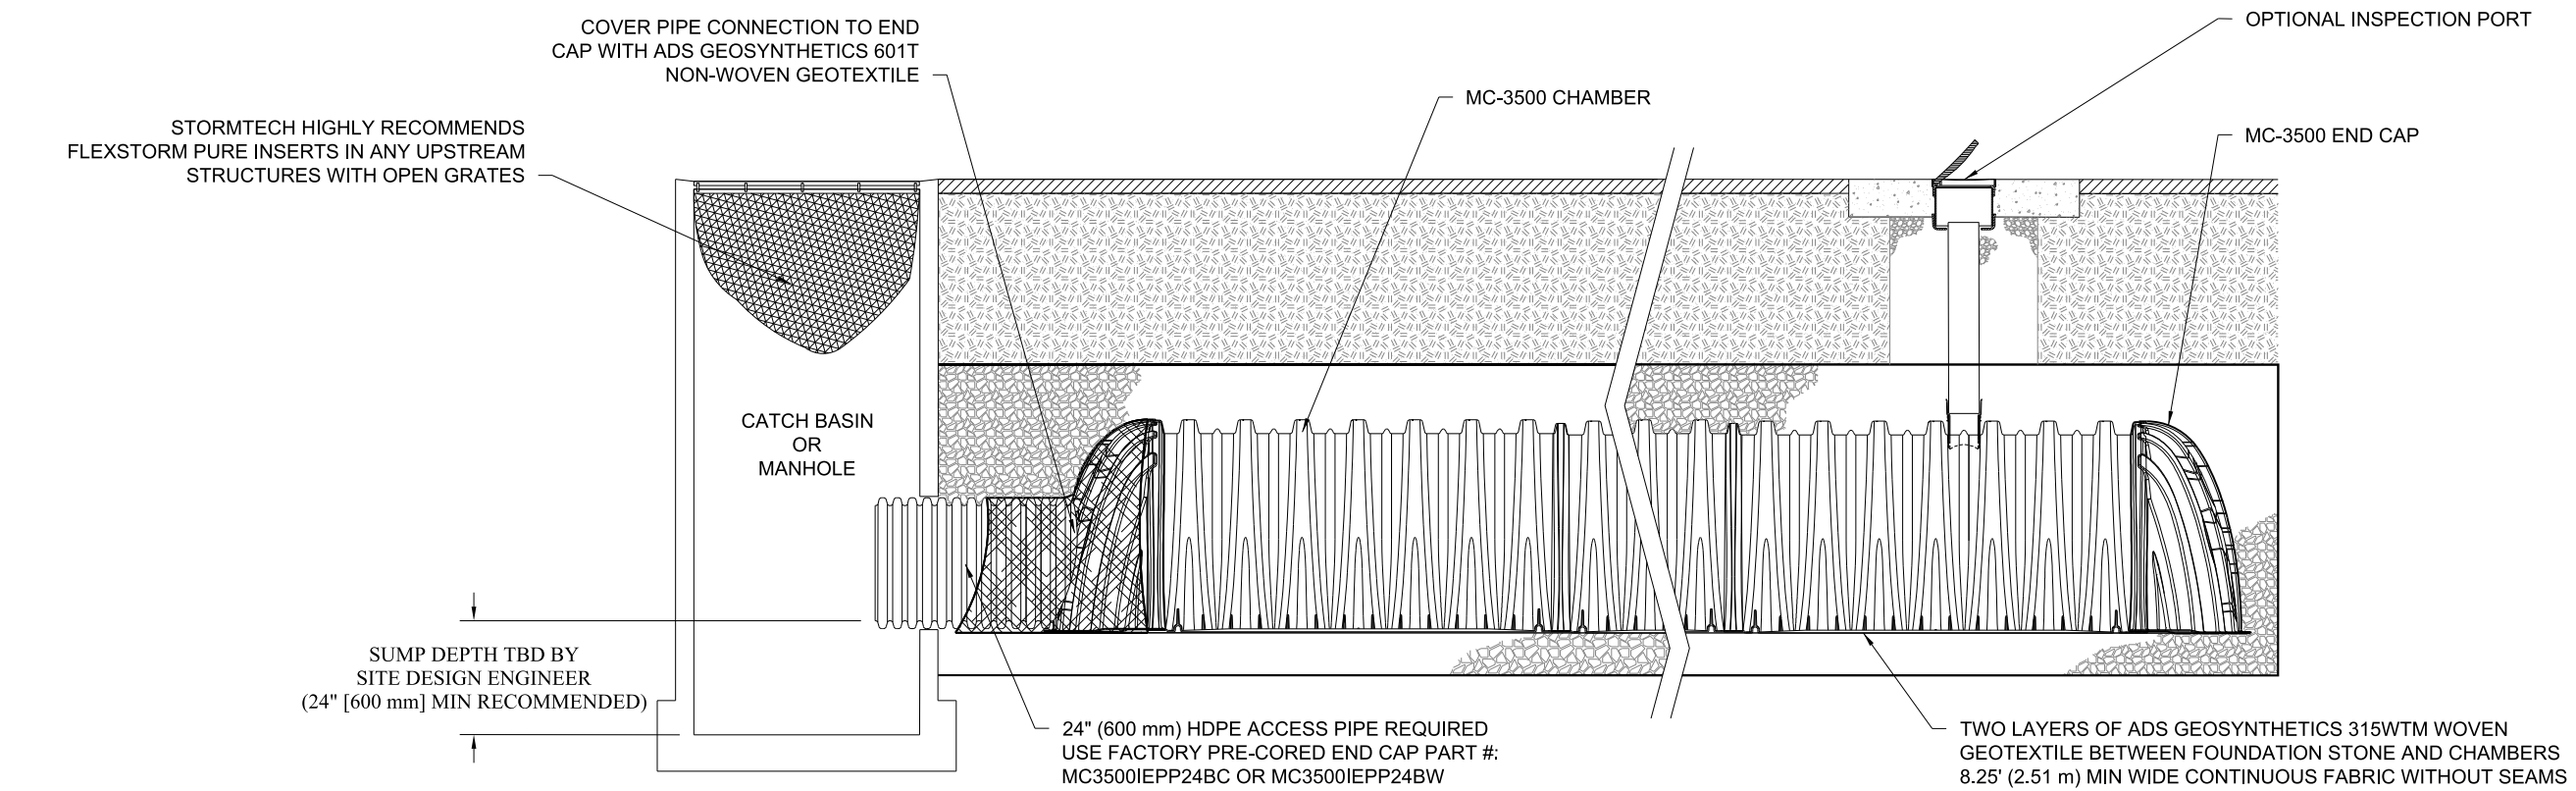 COVER PIPE CONNECTION TO END
CAP WITH ADS GEOSYNTHETICS 601T
NON-WOVEN GEOTEXTILE
STORMTECH HIGHLY RECOMMENDS
FLEXSTORM PURE INSERTS IN ANY UPSTREAM
STRUCTURES WITH OPEN GRATES
MC-3500 CHAMBER
OPTIONAL INSPECTION PORT
MC-3500 END CAP
CATCH BASIN
OR
MANHOLE
SUMP DEPTH TBD BY
SITE DESIGN ENGINEER
(24" [600 mm] MIN RECOMMENDED)
24" (600 mm) HDPE ACCESS PIPE REQUIRED
USE FACTORY PRE-CORED END CAP PART #:
MC3500IEPP24BC OR MC3500IEPP24BW
TWO LAYERS OF ADS GEOSYNTHETICS 315WTM WOVEN
GEOTEXTILE BETWEEN FOUNDATION STONE AND CHAMBERS
8.25' (2.51 m) MIN WIDE CONTINUOUS FABRIC WITHOUT SEAMS